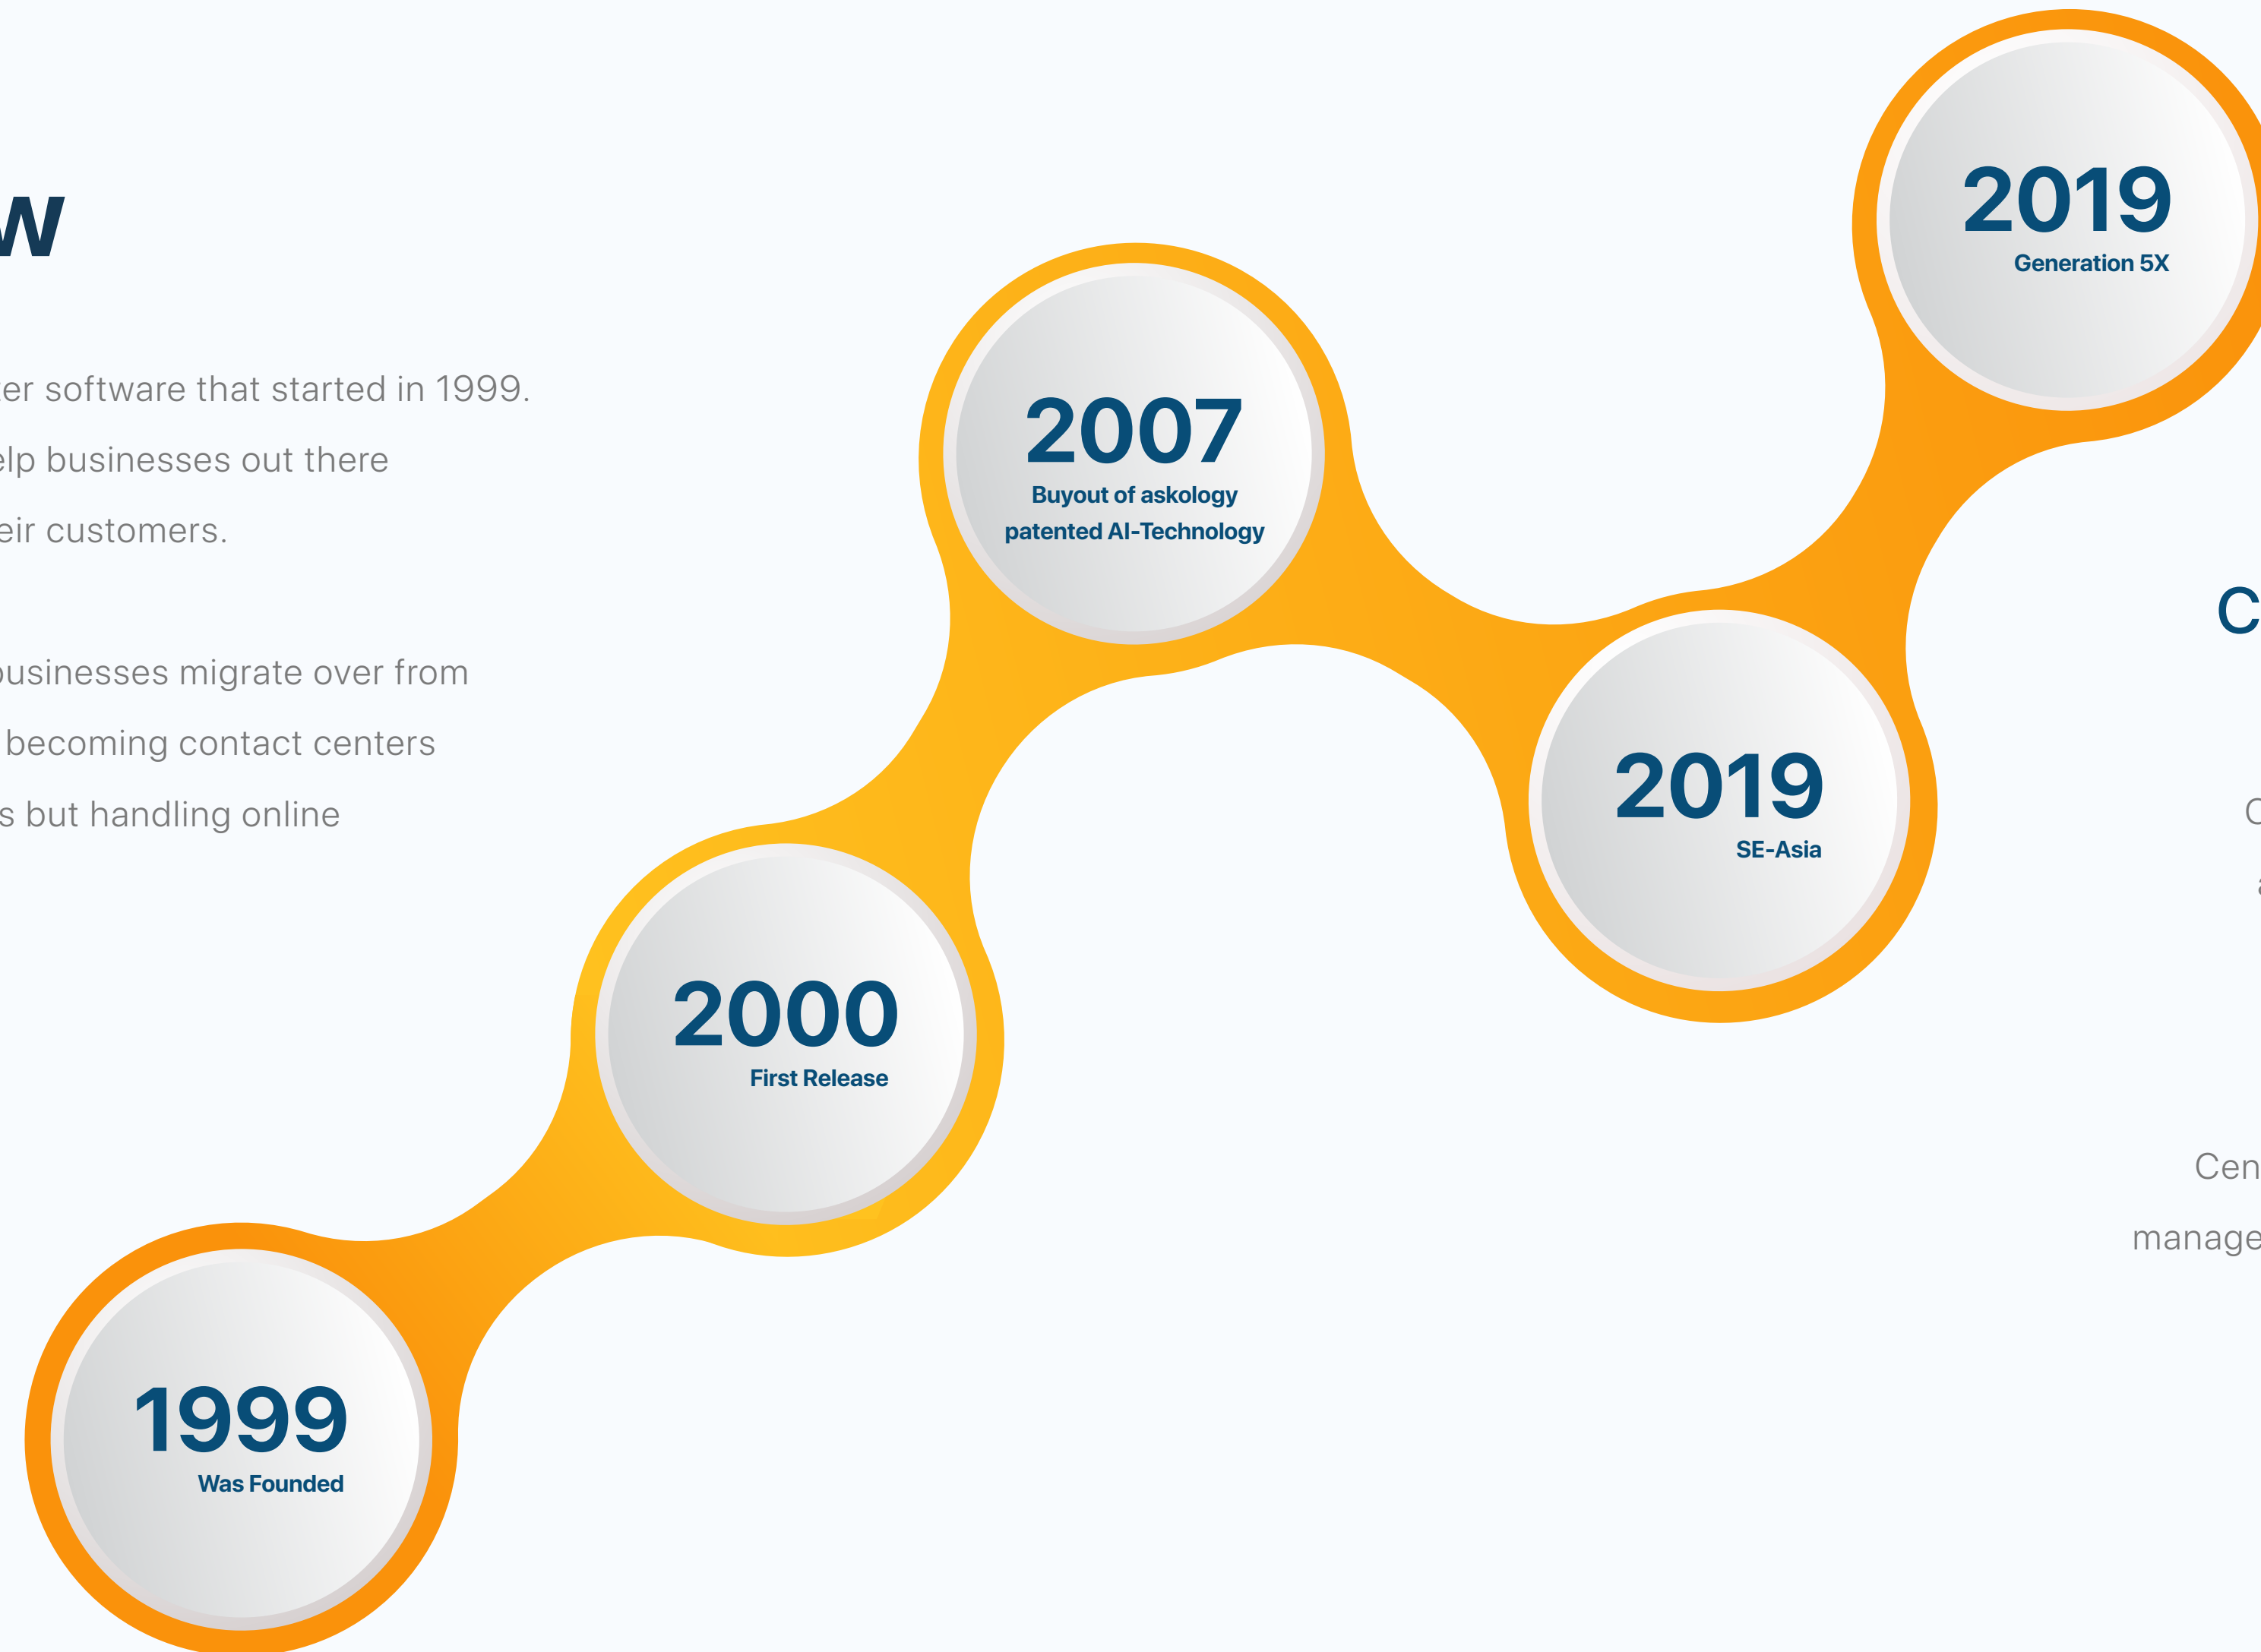 w
er software that started in 1999.
elp businesses out there
eir customers.
businesses migrate over from
becoming contact centers
s but handling online
2019
Generation 5X
2007
Buyout of askology
patented AI-Technology
2019
SE-Asia
2000
First Release
1999
Was Founded
C
C
Cen
manage